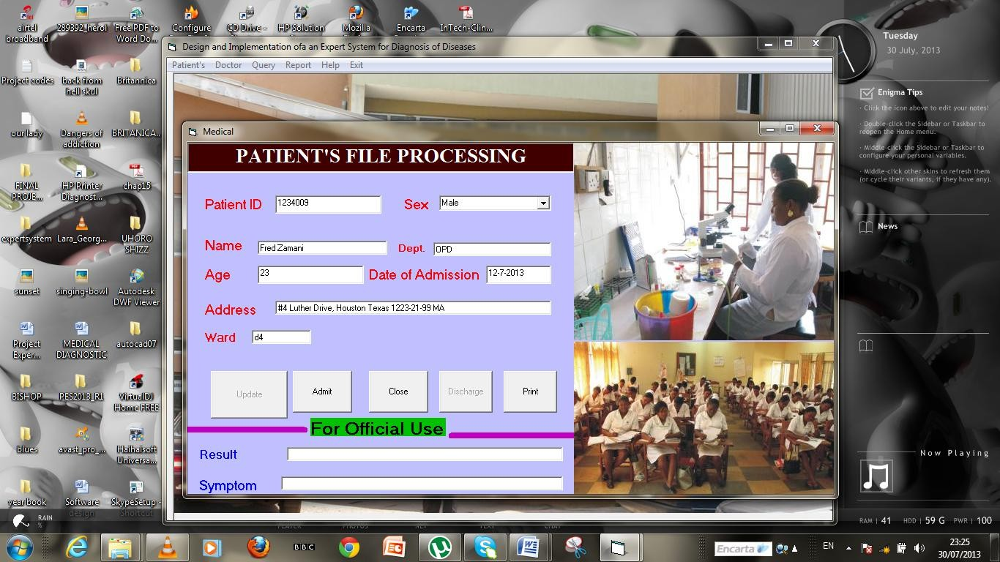 airtel
broadband
289392_herol
Free PDF to
Word Do...
Configure
CD Drive -
HP Solution
Mozilla
Encarta
InTech-Clin...
Project codes
back from
hell skul
Britannica
our lady
Dangers of
addiction
BRITANICA..
FINAL
PROJE...
HP Printer
Diagnost...
chap15
expertsystem
Lara_Georg...
UHORO
SHIZZ
sunset
singing-bowl
Autodesk
DWF Viewer
Project
Exper...
MEDICAL
DIAGNOSTIC
autocad07
BISHOP
PES2013_R1
VirtualDJ
Home FREE
blues
avast_pro_...
Haihaisoft
Universa...
year book
Software
design
SkypeSetup -
Shortcut
RAIN
%
Design and Implementation ofa an Expert System for Diagnosis of Diseases
Patient's Doctor Query Report Help Exit
Medical
PATIENT'S FILE PROCESSING
Patient ID 1234009 Sex Male
Name Fred Zamani Dept. OPD
Age 23 Date of Admission 12-7-2013
Address #4 Luther Drive, Houston Texas 1223-21-99 MA
Ward d4
Update Admit Close Discharge Print
For Official Use
Result
Symptom
Tuesday
30 July, 2013
Enigma Tips
· Click the icon above to edit your notes!
· Double-click the Sidebar or Taskbar to
reopen the Home menu.
· Middle-click the Sidebar or Taskbar to
configure your personal variables.
· Middle-click other skins to refresh them
(or cycle their variants, if they have any).
News
Now Playing
RAM | 41 HDD | 59 G PWR | 100
PLAYER PHOTOS NET TEXT CHAT
BBC
Encarta
EN
23:25
30/07/2013